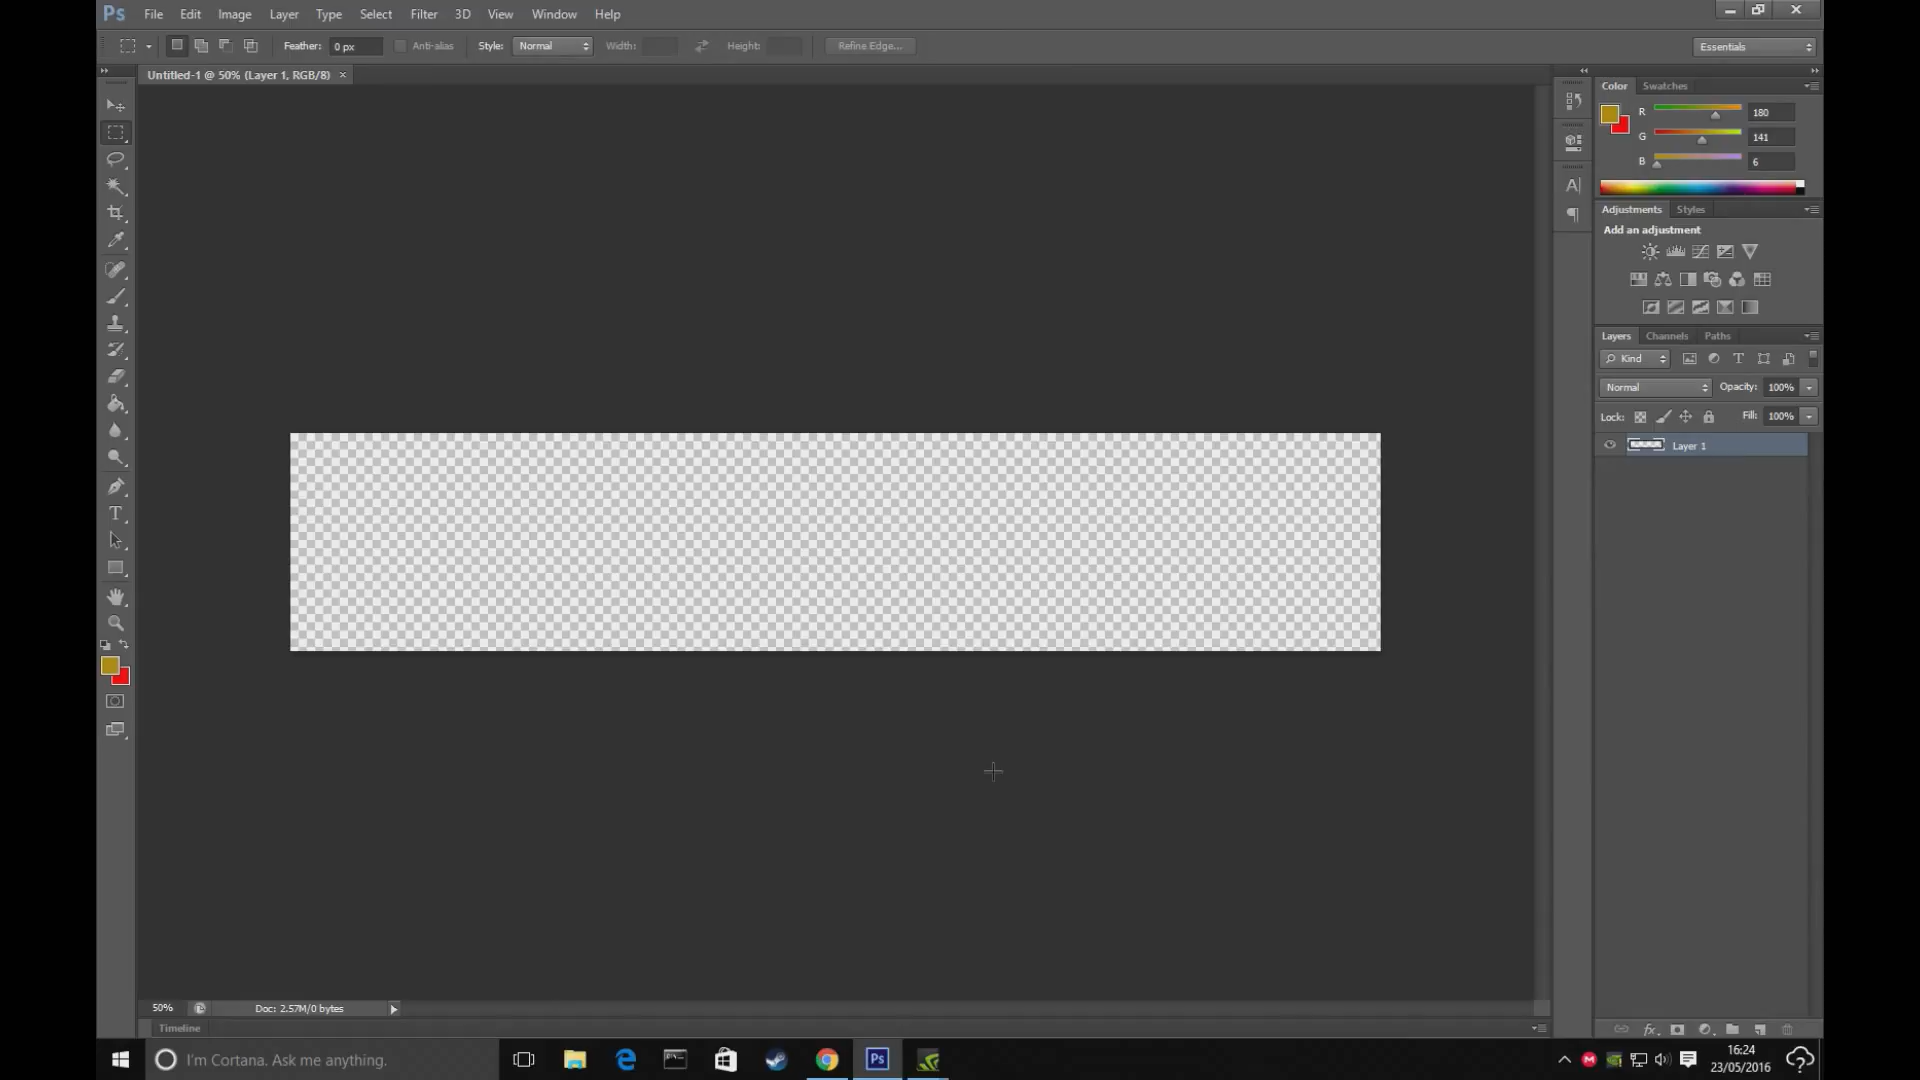 Ps File Edit Image Layer Type Select Filter 3D View Window Help
Feather: 0 px Anti-alias Style: Normal Width: Height: Refine Edge... Essentials
Untitled-1 @ 50% (Layer 1, RGB/8) ×
Color Swatches
R 180
G 141
B 6
Adjustments Styles
Add an adjustment
Layers Channels Paths
Kind
Normal Opacity: 100%
Lock: Fill: 100%
Layer 1
50% Doc: 2.57M/0 bytes
Timeline
I'm Cortana. Ask me anything.
Ps
16:24
23/05/2016